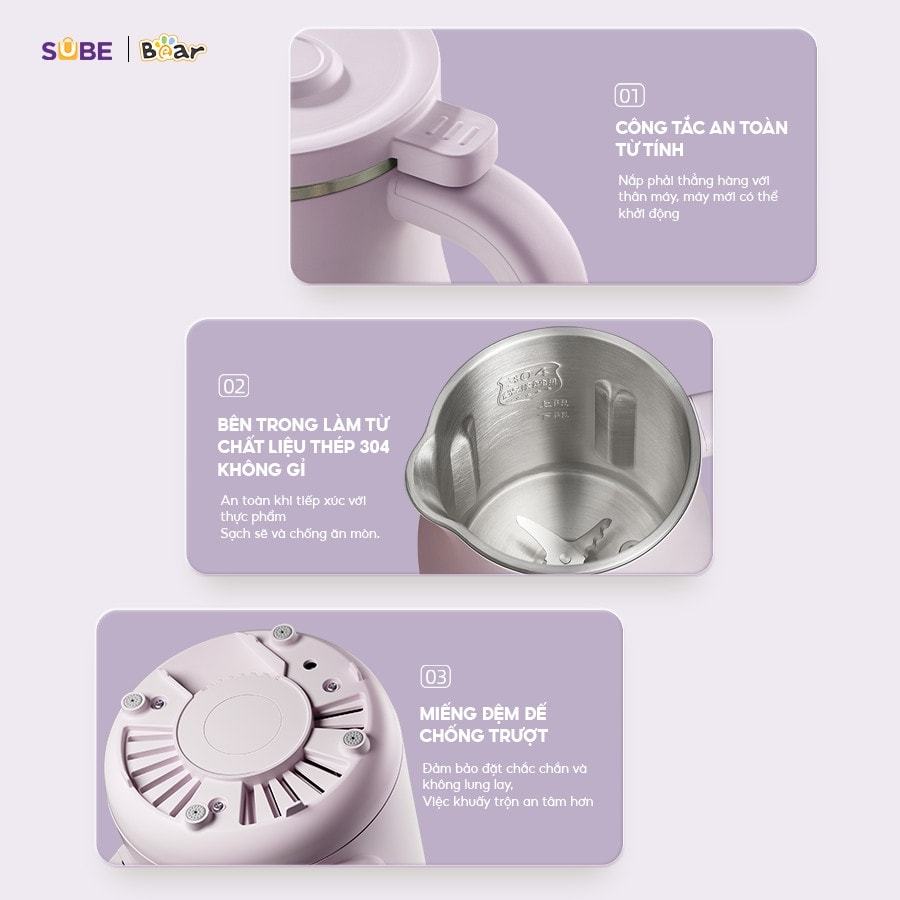 SUBE | Bear
01
CÔNG TẮC AN TOÀN
TỪ TÍNH
Nắp phải thẳng hàng với
thân máy, máy mới có thể
khởi động
02
BÊN TRONG LÀM TỪ
CHẤT LIỆU THÉP 304
KHÔNG GỈ
An toàn khi tiếp xúc với
thực phẩm
Sạch sẽ và chống ăn mòn.
304
03
MIẾNG ĐỆM ĐẾ
CHỐNG TRƯỢT
Đảm bảo đặt chắc chắn và
không lung lay,
Việc khuấy trộn an tâm hơn